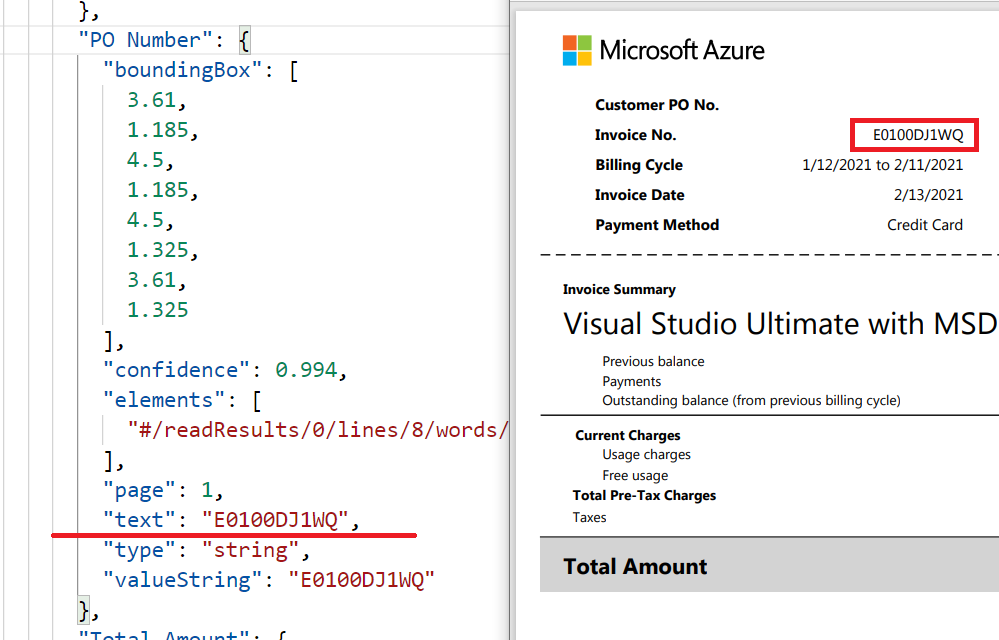 },
"PO Number": {
"boundingBox": [
3.61,
1.185,
4.5,
1.185,
4.5,
1.325,
3.61,
1.325
],
"confidence": 0.994,
"elements": [
"#/readResults/0/lines/8/words/
],
"page": 1,
"text": "E0100DJ1WQ",
"type": "string",
"valueString": "E0100DJ1WQ"
},
"Total Amount": {
Microsoft Azure
Customer PO No.
Invoice No. E0100DJ1WQ
Billing Cycle 1/12/2021 to 2/11/2021
Invoice Date 2/13/2021
Payment Method Credit Card
Invoice Summary
Visual Studio Ultimate with MSD
Previous balance
Payments
Outstanding balance (from previous billing cycle)
Current Charges
Usage charges
Free usage
Total Pre-Tax Charges
Taxes
Total Amount